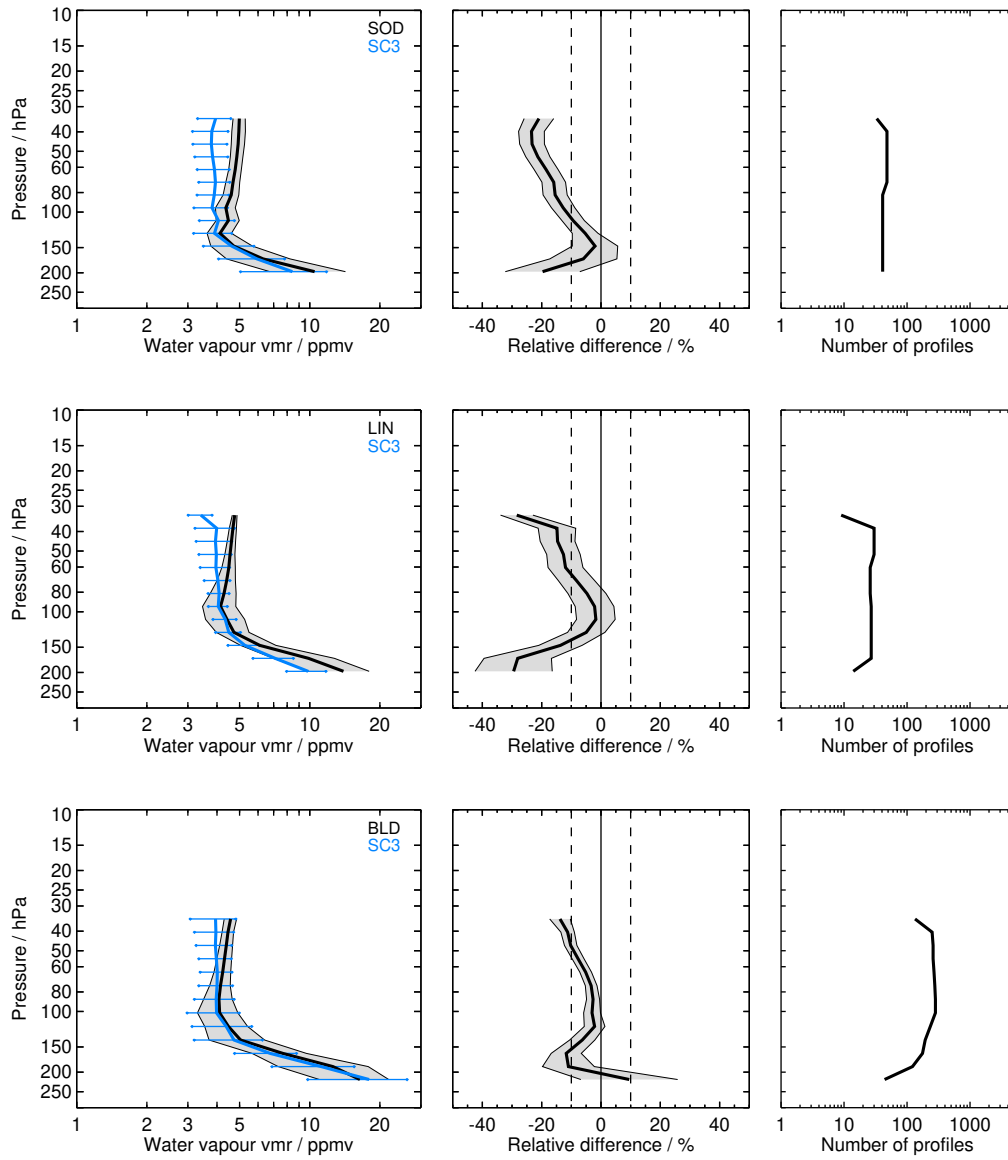 10
15
20
25
30
40
50
60
80
100
150
200
250
Pressure / hPa
SOD
SC3
1 2 3 5 10 20
Water vapour vmr / ppmv
-40 -20 0 20 40
Relative difference / %
1 10 100 1000
Number of profiles
10
15
20
25
30
40
50
60
80
100
150
200
250
Pressure / hPa
LIN
SC3
1 2 3 5 10 20
Water vapour vmr / ppmv
-40 -20 0 20 40
Relative difference / %
1 10 100 1000
Number of profiles
10
15
20
25
30
40
50
60
80
100
150
200
250
Pressure / hPa
BLD
SC3
1 2 3 5 10 20
Water vapour vmr / ppmv
-40 -20 0 20 40
Relative difference / %
1 10 100 1000
Number of profiles